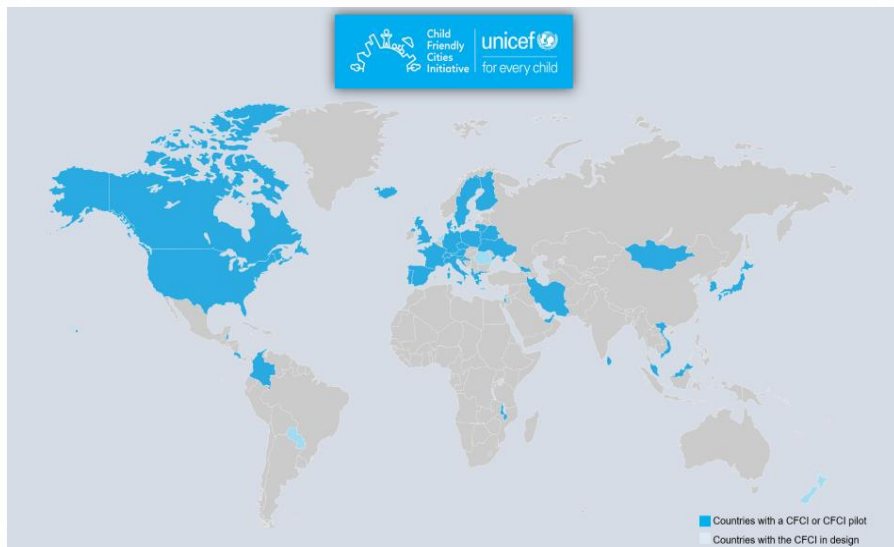 Child
Friendly
Cities
Initiative
unicef
for every child
Countries with a CFCI or CFCI pilot
Countries with the CFCI in design